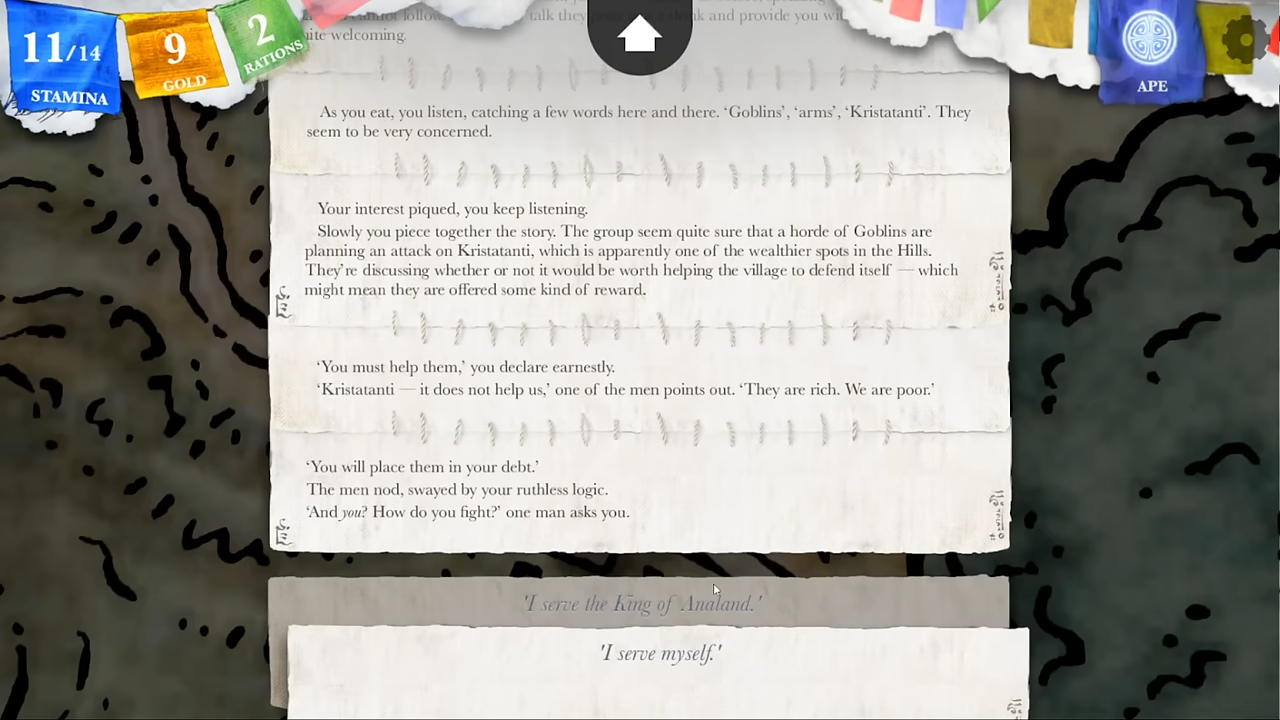 11/14
STAMINA
9
GOLD
2
RATIONS
APE
talk they
and provide you
welcoming.
As you eat, you listen, catching a few words here and there. ‘Goblins’, ‘arms’, ‘Kristatanti’. They
seem to be very concerned.
Your interest piqued, you keep listening.
Slowly you piece together the story. The group seem quite sure that a horde of Goblins are
planning an attack on Kristatanti, which is apparently one of the wealthier spots in the Hills.
They’re discussing whether or not it would be worth helping the village to defend itself — which
might mean they are offered some kind of reward.
‘You must help them,’ you declare earnestly.
‘Kristatanti — it does not help us,’ one of the men points out. ‘They are rich. We are poor.’
‘You will place them in your debt.’
The men nod, swayed by your ruthless logic.
‘And you? How do you fight?’ one man asks you.
'I serve the King of Analand.'
'I serve myself.'